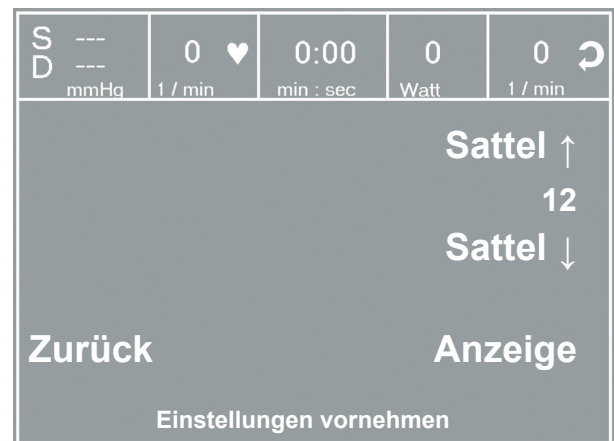 S --- 0 ♥ 0:00 0 0
D ---
mmHg 1 / min min : sec Watt 1 / min
Sattel ↑
12
Sattel ↓
Zurück Anzeige
Einstellungen vornehmen